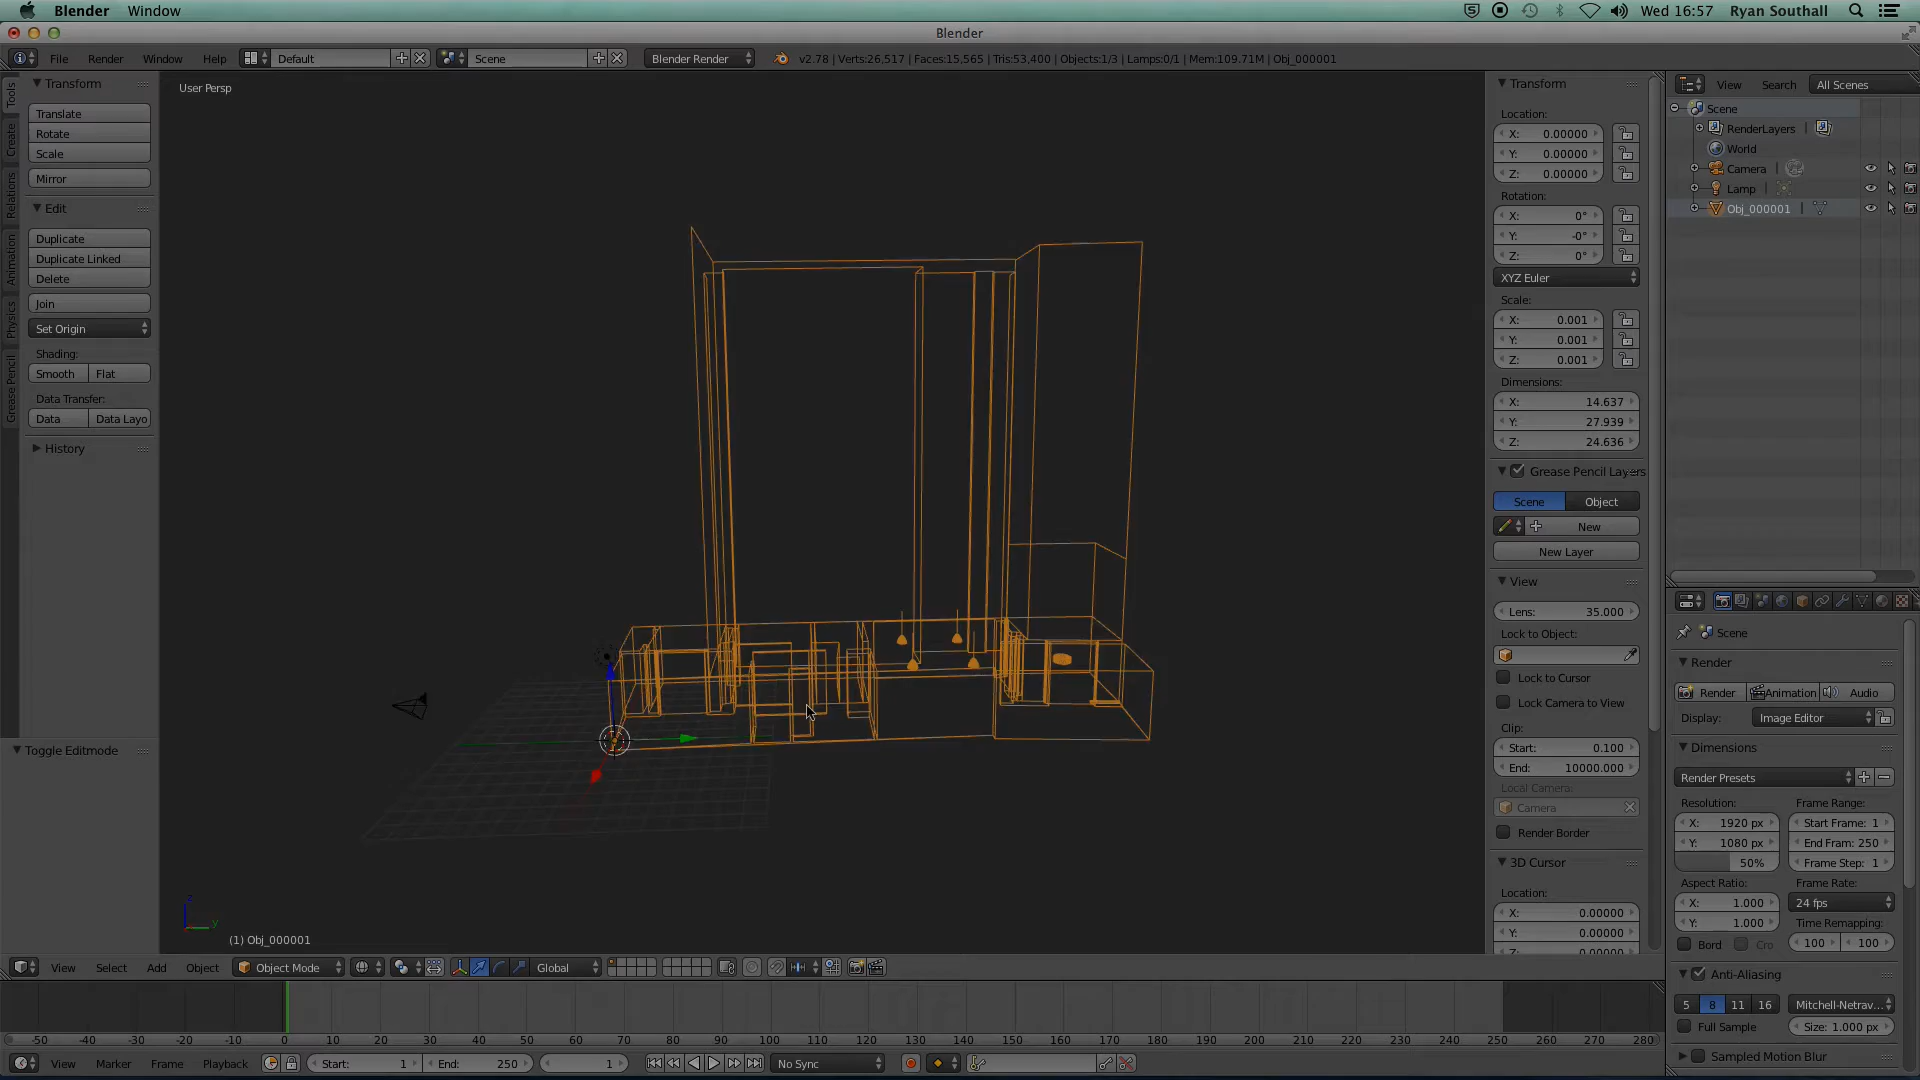 Blender Window Wed 16:57 Ryan Southall
Blender
File Render Window Help Default Scene Blender Render v2.78 | Verts:26,517 | Faces:15,565 | Tris:53,400 | Objects:1/3 | Lamps:0/1 | Mem:109.71M | Obj_000001
Tools
Create
Relations
Animation
Physics
Grease Pencil
Transform
Translate
Rotate
Scale
Mirror
Edit
Duplicate
Duplicate Linked
Delete
Join
Set Origin
Shading:
Smooth Flat
Data Transfer:
Data Data Layo
History
Toggle Editmode
User Persp
z
y
(1) Obj_000001
Transform
Location:
X: 0.00000
Y: 0.00000
Z: 0.00000
Rotation:
X: 0°
Y: -0°
Z: 0°
XYZ Euler
Scale:
X: 0.001
Y: 0.001
Z: 0.001
Dimensions:
X: 14.637
Y: 27.939
Z: 24.636
Grease Pencil Layers
Scene Object
New
New Layer
View
Lens: 35.000
Lock to Object:
Lock to Cursor
Lock Camera to View
Clip:
Start: 0.100
End: 10000.000
Local Camera:
Camera
Render Border
3D Cursor
Location:
X: 0.00000
Y: 0.00000
View Search All Scenes
Scene
RenderLayers
World
Camera
Lamp
Obj_000001
Scene
Render
Render Animation Audio
Display: Image Editor
Dimensions
Render Presets
Resolution: Frame Range:
X: 1920 px Start Frame: 1
Y: 1080 px End Fram: 250
50% Frame Step: 1
Aspect Ratio: Frame Rate:
X: 1.000 24 fps
Y: 1.000 Time Remapping:
Bord Cro 100 100
Anti-Aliasing
5 8 11 16 Mitchell-Netrav...
Full Sample Size: 1.000 px
Sampled Motion Blur
View Select Add Object Object Mode Global
-50 -40 -30 -20 -10 0 10 20 30 40 50 60 70 80 90 100 110 120 130 140 150 160 170 180 190 200 210 220 230 240 250 260 270 280
View Marker Frame Playback Start: 1 End: 250 1 No Sync